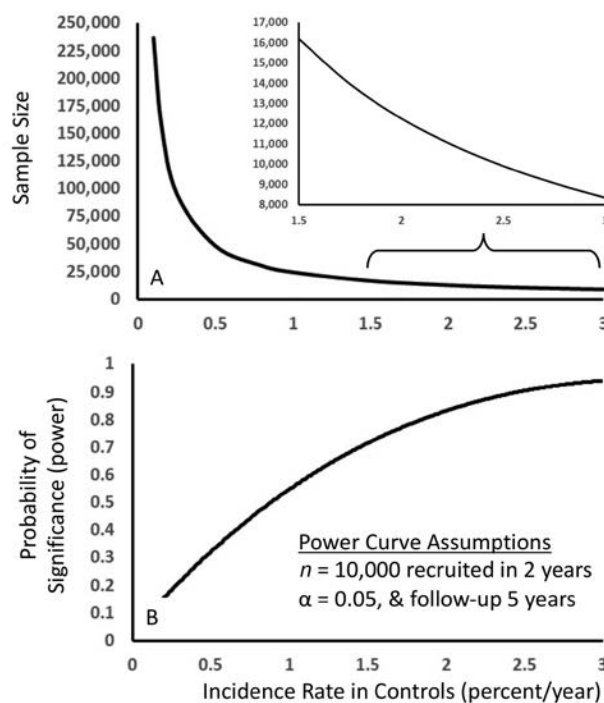 250,000
225,000
200,000
175,000
150,000
125,000
100,000
75,000
50,000
25,000
0
Sample Size
17,000
16,000
15,000
14,000
13,000
12,000
11,000
10,000
9,000
8,000
1.5 2 2.5 3
A
0 0.5 1 1.5 2 2.5 3
1
0.9
0.8
0.7
0.6
0.5
0.4
0.3
0.2
0.1
0
Probability of
Significance (power)
Power Curve Assumptions
n = 10,000 recruited in 2 years
α = 0.05, & follow-up 5 years
B
0 0.5 1 1.5 2 2.5 3
Incidence Rate in Controls (percent/year)